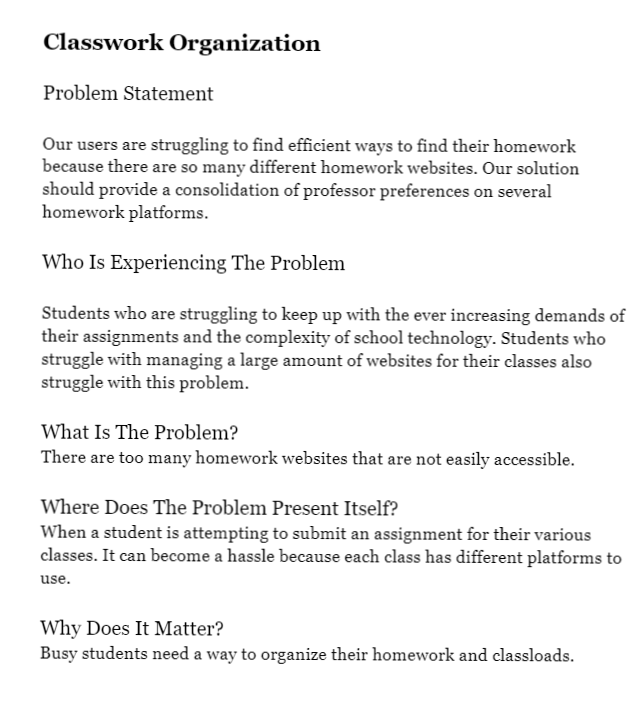 Classwork Organization
Problem Statement
Our users are struggling to find efficient ways to find their homework
because there are so many different homework websites. Our solution
should provide a consolidation of professor preferences on several
homework platforms.
Who Is Experiencing The Problem
Students who are struggling to keep up with the ever increasing demands of
their assignments and the complexity of school technology. Students who
struggle with managing a large amount of websites for their classes also
struggle with this problem.
What Is The Problem?
There are too many homework websites that are not easily accessible.
Where Does The Problem Present Itself?
When a student is attempting to submit an assignment for their various
classes. It can become a hassle because each class has different platforms to
use.
Why Does It Matter?
Busy students need a way to organize their homework and classloads.